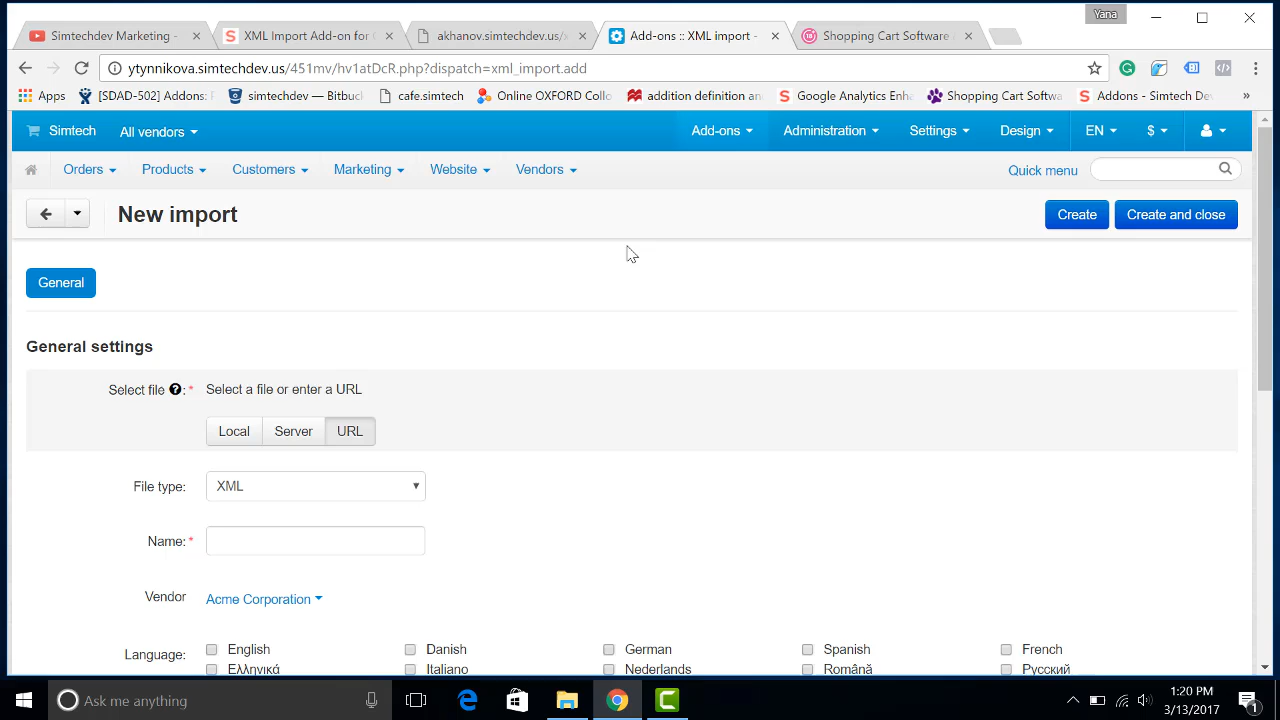 Yana
Simtechdev Marketing -
XML Import Add-on for
akhanov.simtechdev.us/
Add-ons :: XML import -
Shopping Cart Software
ytynnikova.simtechdev.us/451mv/hv1atDcR.php?dispatch=xml_import.add
Apps
[SDAD-502] Addons:
simtechdev — Bitbuc
cafe.simtech
Online OXFORD Collo
addition definition an
Google Analytics Enha
Shopping Cart Softwa
Addons - Simtech De
»
Simtech
All vendors
Add-ons
Administration
Settings
Design
EN
$
Orders
Products
Customers
Marketing
Website
Vendors
Quick menu
New import
Create
Create and close
General
General settings
Select file ?: *
Select a file or enter a URL
Local
Server
URL
File type:
XML
Name: *
Vendor
Acme Corporation
Language:
English
Danish
German
Spanish
French
Ελληνικά
Italiano
Nederlands
Română
Русский
Ask me anything
1:20 PM
3/13/2017
1